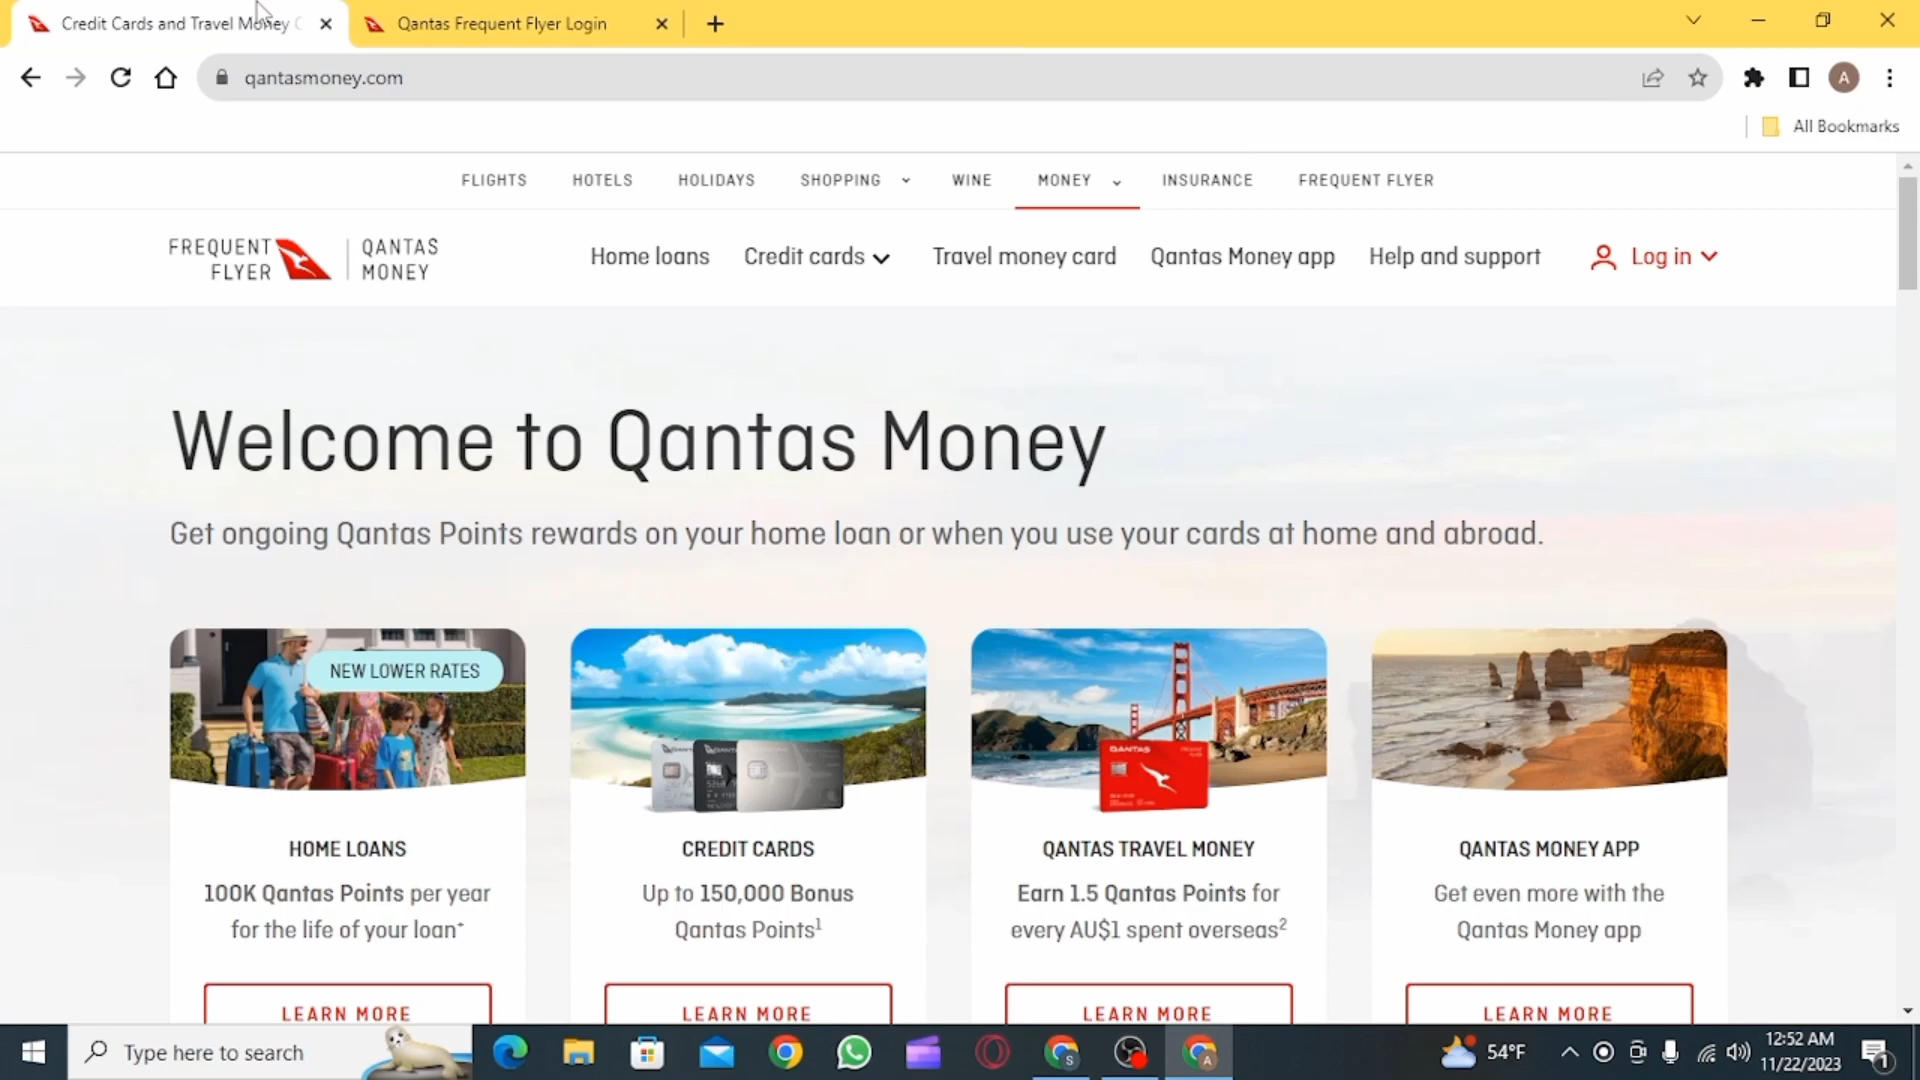 Credit Cards and Travel Money C
Qantas Frequent Flyer Login
qantasmoney.com
A
All Bookmarks
FLIGHTS HOTELS HOLIDAYS SHOPPING WINE MONEY INSURANCE FREQUENT FLYER
FREQUENT FLYER
QANTAS MONEY
Home loans Credit cards Travel money card Qantas Money app Help and support Log in
Welcome to Qantas Money
Get ongoing Qantas Points rewards on your home loan or when you use your cards at home and abroad.
NEW LOWER RATES
QANTAS
HOME LOANS
100K Qantas Points per year
for the life of your loan*
LEARN MORE
CREDIT CARDS
Up to 150,000 Bonus
Qantas Points1
LEARN MORE
QANTAS TRAVEL MONEY
Earn 1.5 Qantas Points for
every AU$1 spent overseas2
LEARN MORE
QANTAS MONEY APP
Get even more with the
Qantas Money app
LEARN MORE
Type here to search
S
A
54°F
12:52 AM
11/22/2023
1